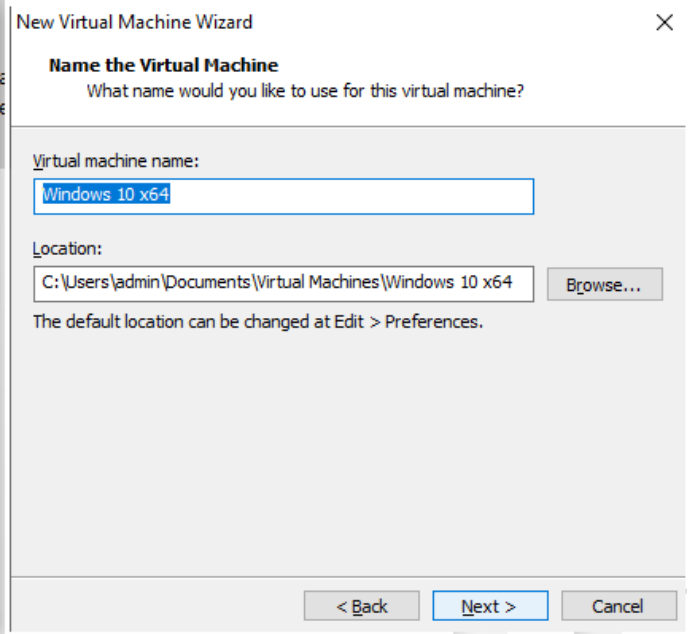 New Virtual Machine Wizard
Name the Virtual Machine
What name would you like to use for this virtual machine?
Virtual machine name:
Windows 10 x64
Location:
C:\Users\admin\Documents\Virtual Machines\Windows 10 x64
Browse...
The default location can be changed at Edit > Preferences.
< Back
Next >
Cancel